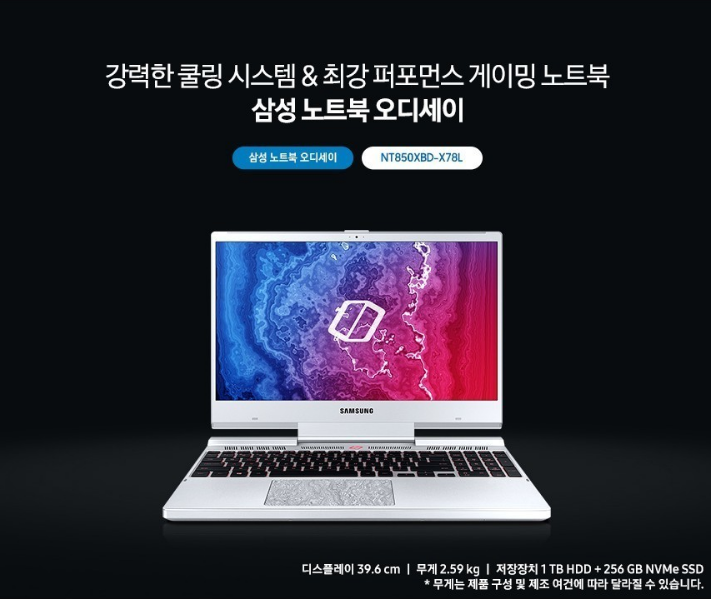 강력한 쿨링 시스템 & 최강 퍼포먼스 게이밍 노트북
삼성 노트북 오디세이
삼성 노트북 오디세이 NT850XBD-X78L
SAMSUNG
디스플레이 39.6 cm | 무게 2.59 kg | 저장장치 1 TB HDD + 256 GB NVMe SSD
* 무게는 제품 구성 및 제조 여건에 따라 달라질 수 있습니다.